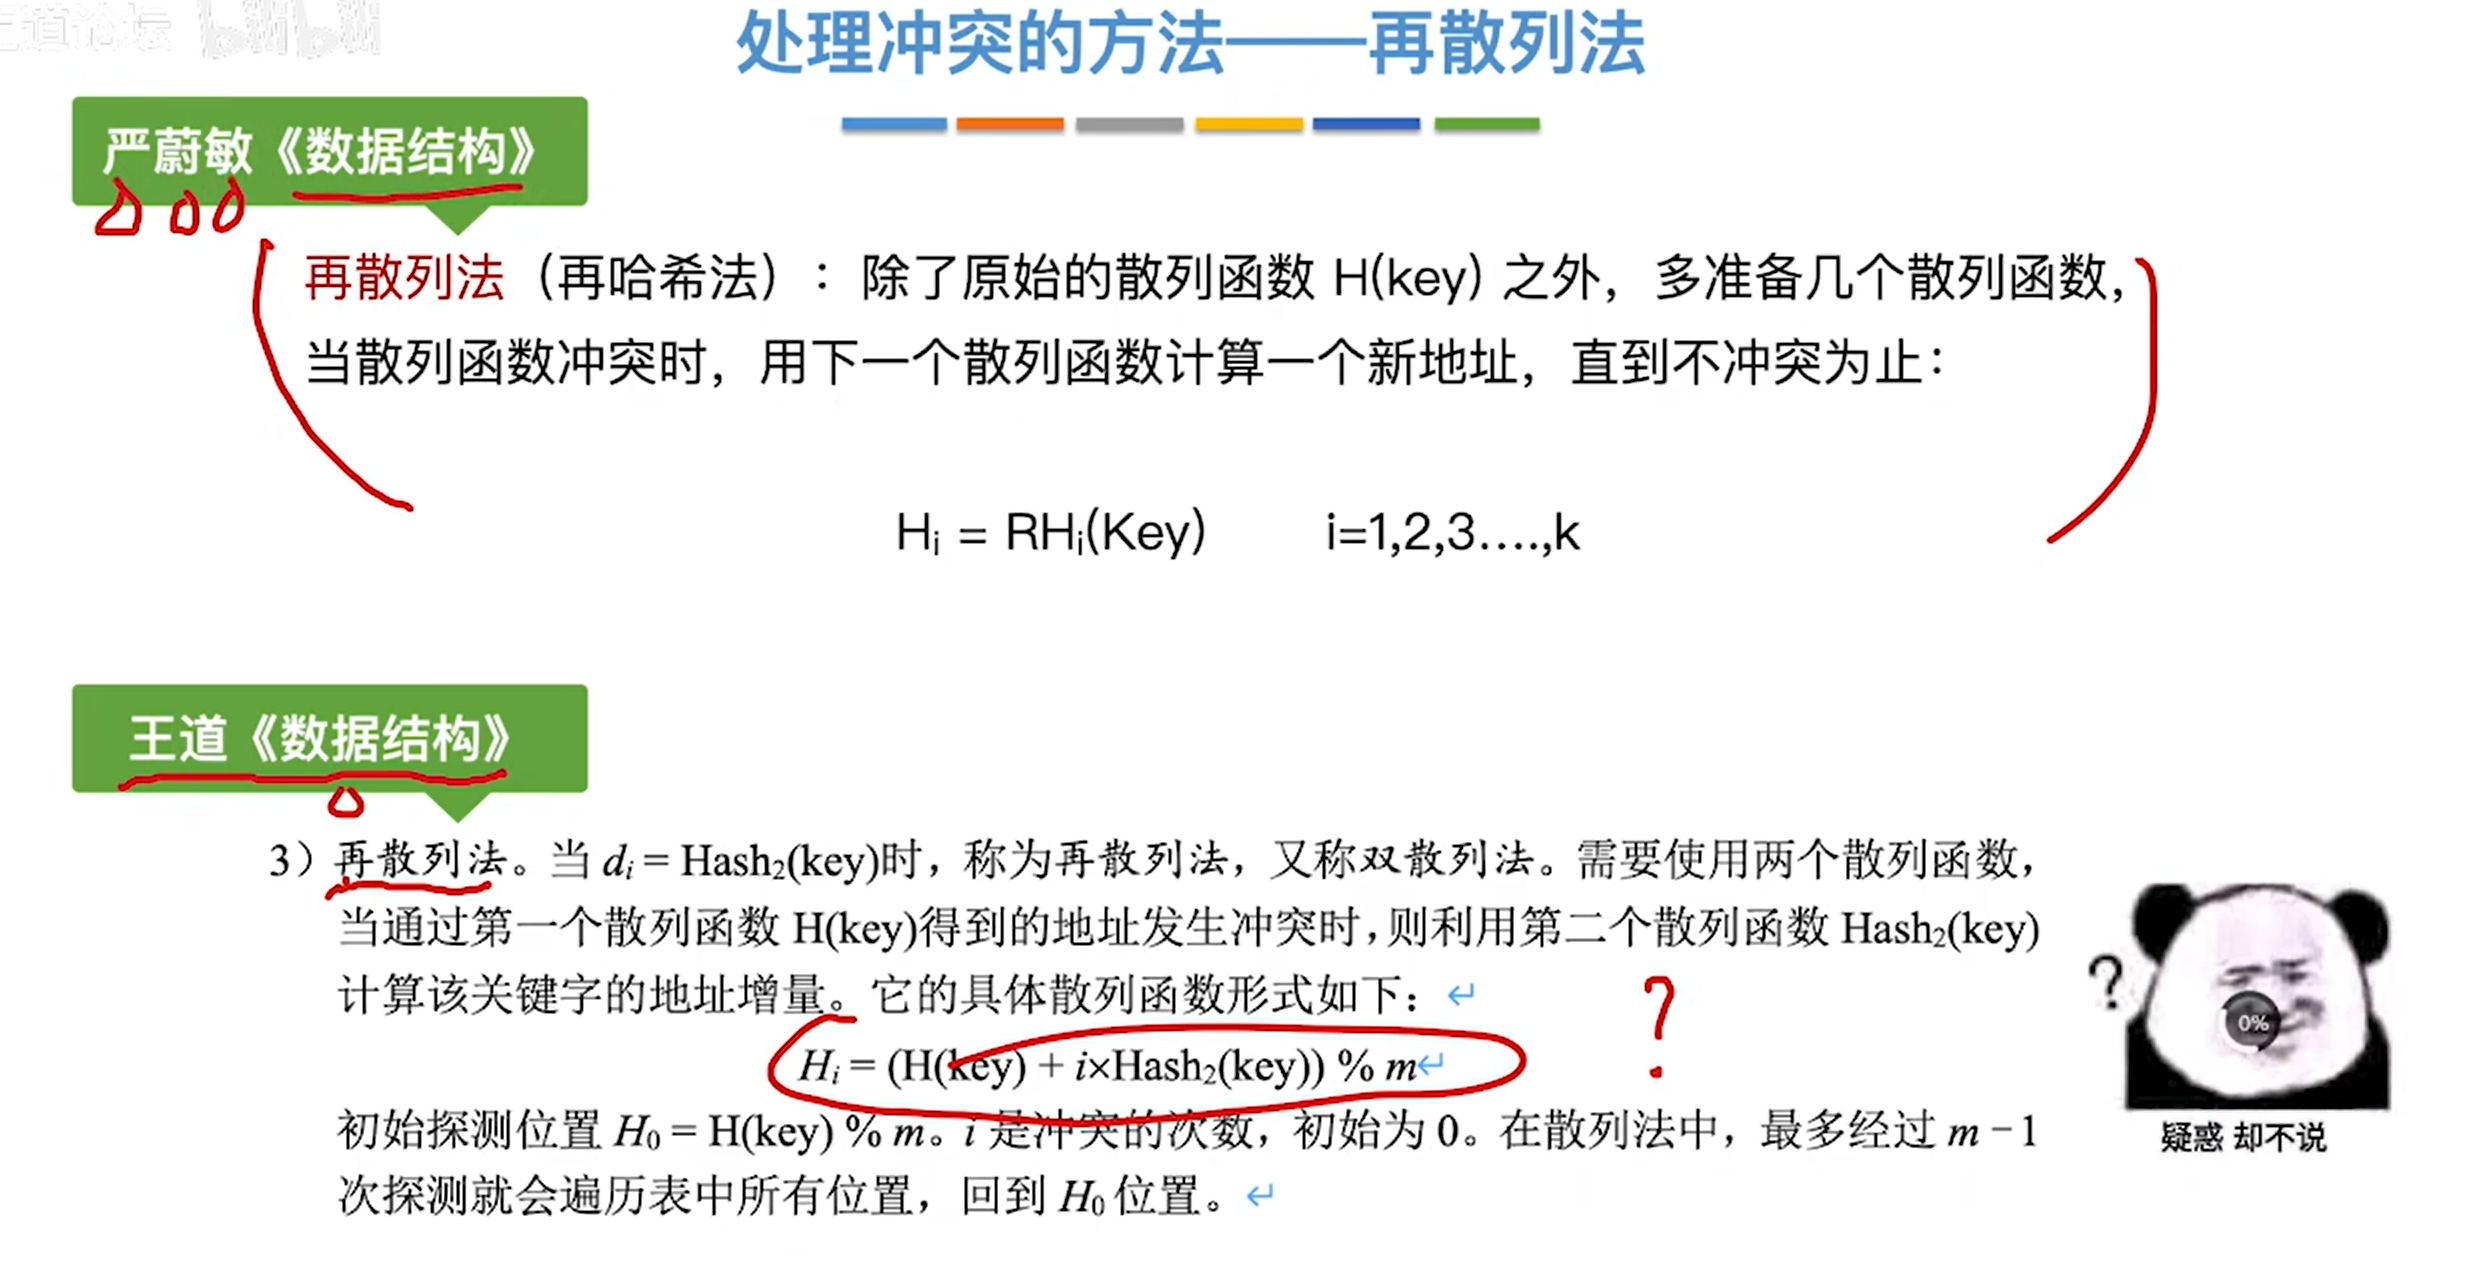 王道论坛 bilibili
处理冲突的方法——再散列法
严蔚敏《数据结构》
再散列法（再哈希法）：除了原始的散列函数 H(key) 之外，多准备几个散列函数，
当散列函数冲突时，用下一个散列函数计算一个新地址，直到不冲突为止：
Hᵢ = RHᵢ(Key) i=1,2,3….,k
王道《数据结构》
3）再散列法。当 dᵢ = Hash₂(key)时，称为再散列法，又称双散列法。需要使用两个散列函数，
当通过第一个散列函数 H(key)得到的地址发生冲突时，则利用第二个散列函数 Hash₂(key)
计算该关键字的地址增量。它的具体散列函数形式如下：↵
?
?
0%
Hᵢ = (H(key) + i×Hash₂(key)) % m↵
初始探测位置 H₀ = H(key) % m。i 是冲突的次数，初始为 0。在散列法中，最多经过 m − 1
疑惑 却不说
次探测就会遍历表中所有位置，回到 H₀ 位置。↵